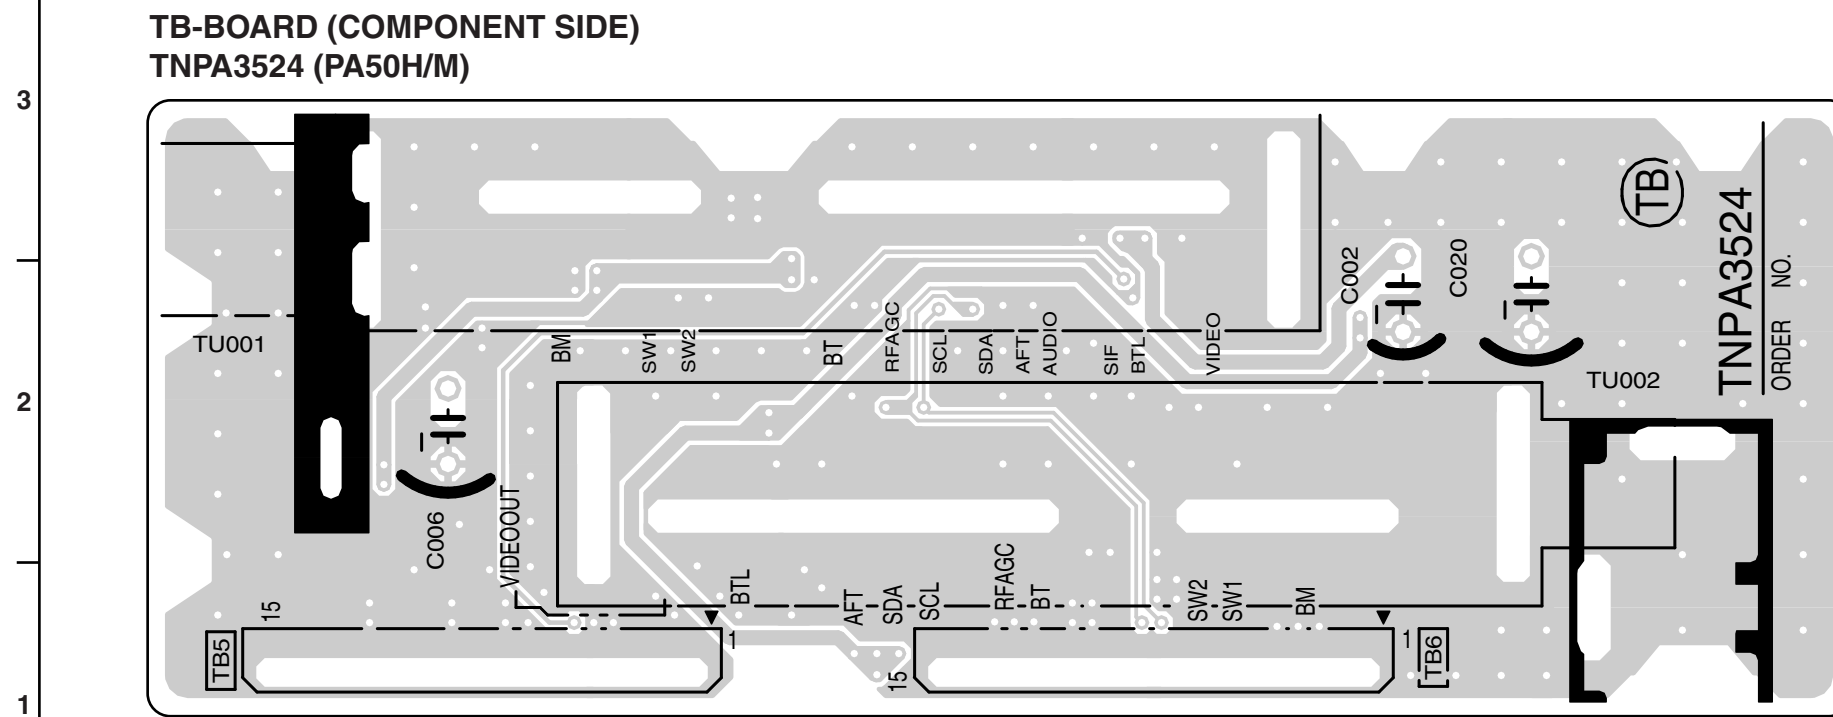 TB-BOARD (COMPONENT SIDE)
TNPA3524 (PA50H/M)
3
TB
TNPA3524
ORDER NO.
C002
C020
TU001
BM
SW1
SW2
BT
RFAGC
SCL
SDA
AFT
AUDIO
SIF
BTL
VIDEO
TU002
2
C006
VIDEOOUT
BTL
AFT
SDA
SCL
RFAGC
BT
SW2
SW1
BM
15
TB5
1
15
1
TB6
1